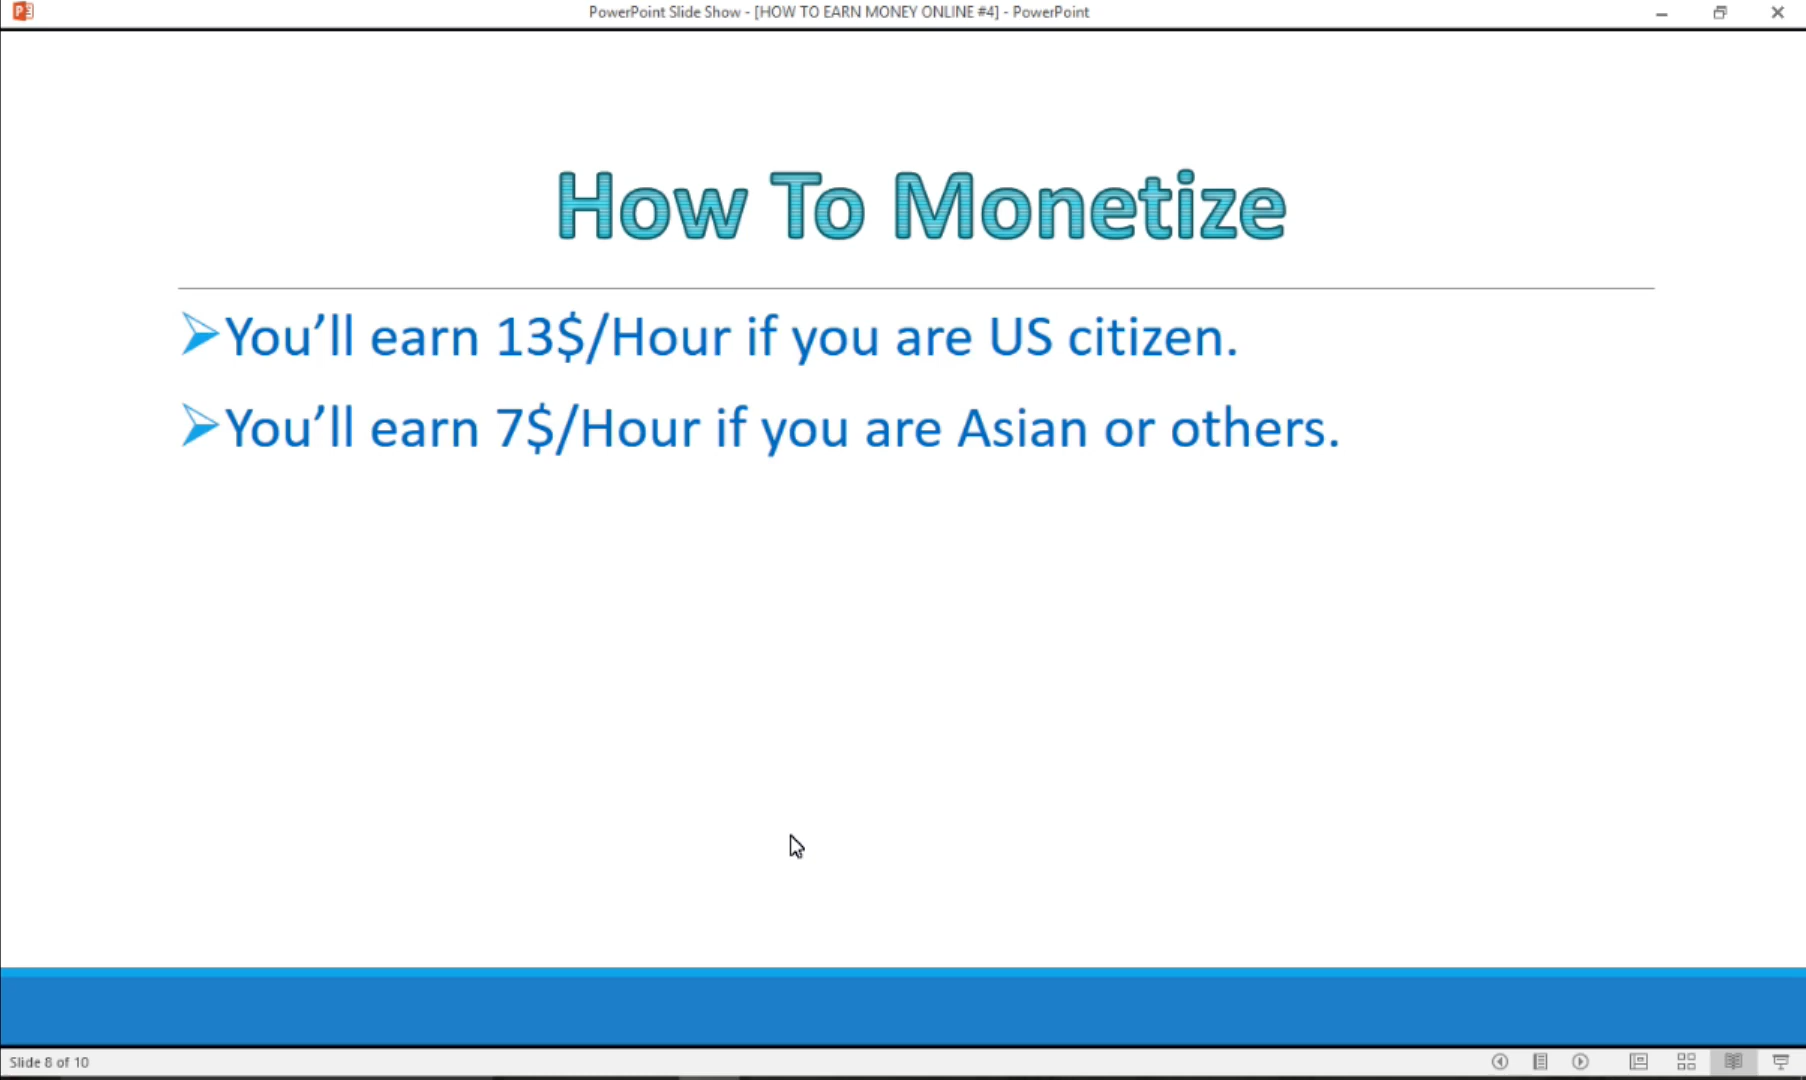 PowerPoint Slide Show - [HOW TO EARN MONEY ONLINE #4] - PowerPoint
How To Monetize
You’ll earn 13$/Hour if you are US citizen.
You’ll earn 7$/Hour if you are Asian or others.
Slide 8 of 10